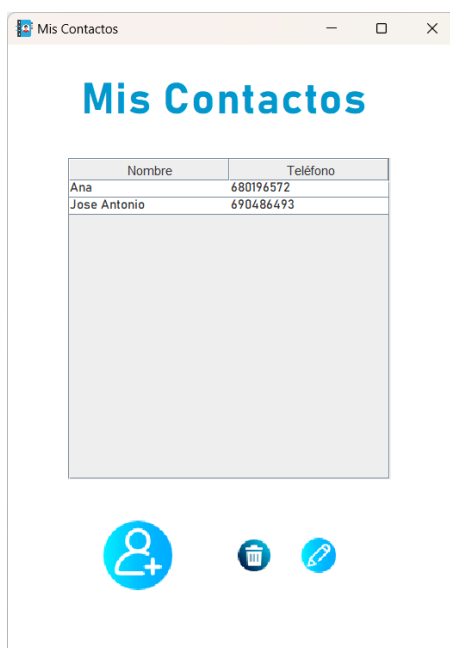 Mis Contactos
Mis Contactos
Nombre Teléfono
Ana 680196572
Jose Antonio 690486493